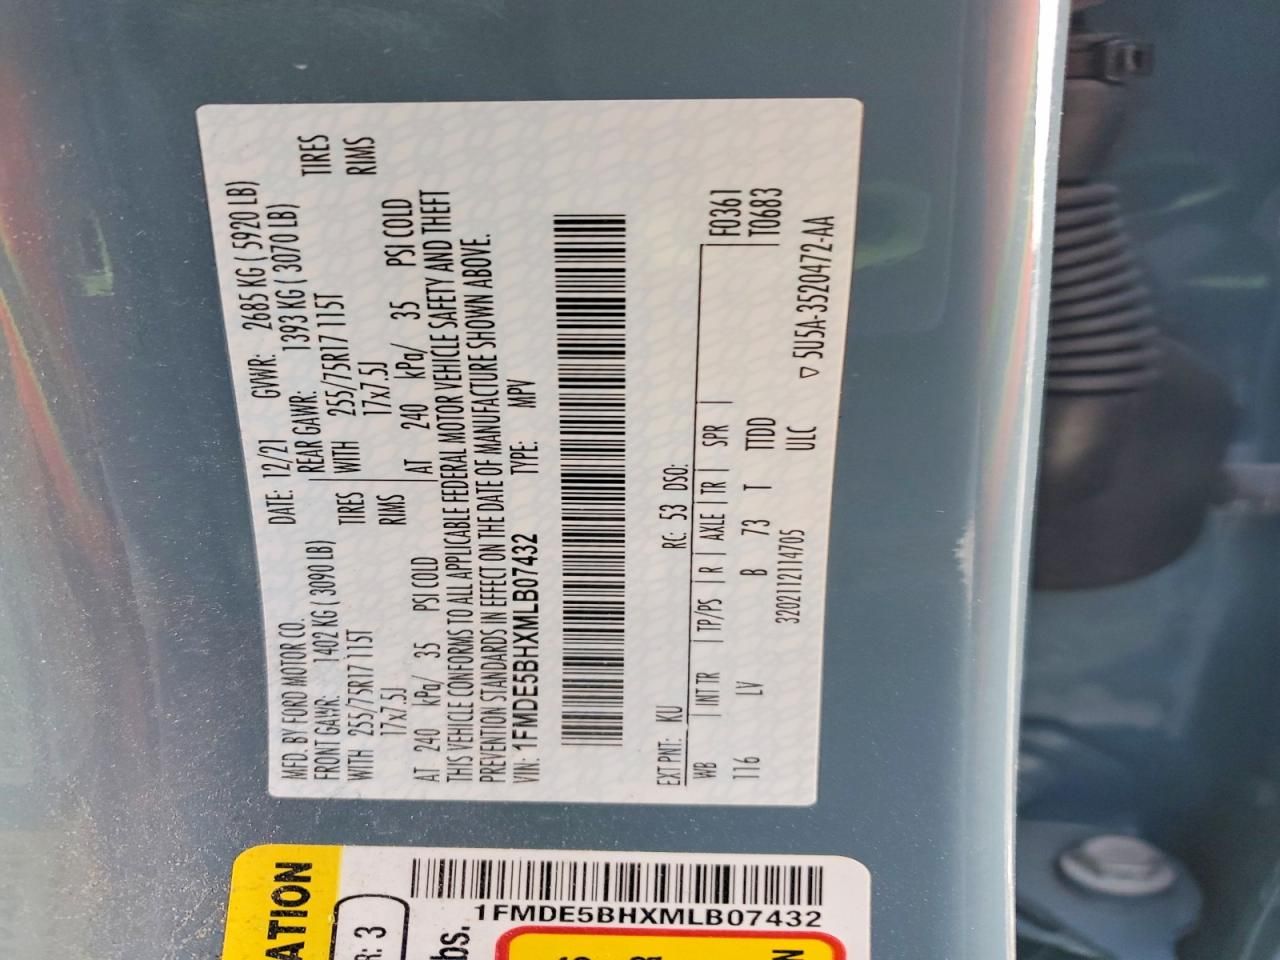 MFD. BY FORD MOTOR CO. DATE: 12/21 GVWR: 2685 KG ( 5920 LB)
FRONT GAWR: 1402 KG ( 3090 LB) REAR GAWR: 1393 KG ( 3070 LB)
WITH 255/75R17 115T TIRES WITH 255/75R17 115T TIRES
17x7.5J RIMS 17x7.5J RIMS
AT 240 kPa/ 35 PSI COLD AT 240 kPa/ 35 PSI COLD
THIS VEHICLE CONFORMS TO ALL APPLICABLE FEDERAL MOTOR VEHICLE SAFETY AND THEFT
PREVENTION STANDARDS IN EFFECT ON THE DATE OF MANUFACTURE SHOWN ABOVE.
VIN: 1FMDE5BHXMLB07432 TYPE: MPV
EXT PNT: KU RC: 53 DSO:
WB | INT TR | TP/PS | R | AXLE | TR | SPR | F0361
116 LV B 73 T TTDD T0683
3202112114705 ULC ▽ 5U5A-3520472-AA
ATION
R: 3
bs.
1FMDE5BHXMLB07432